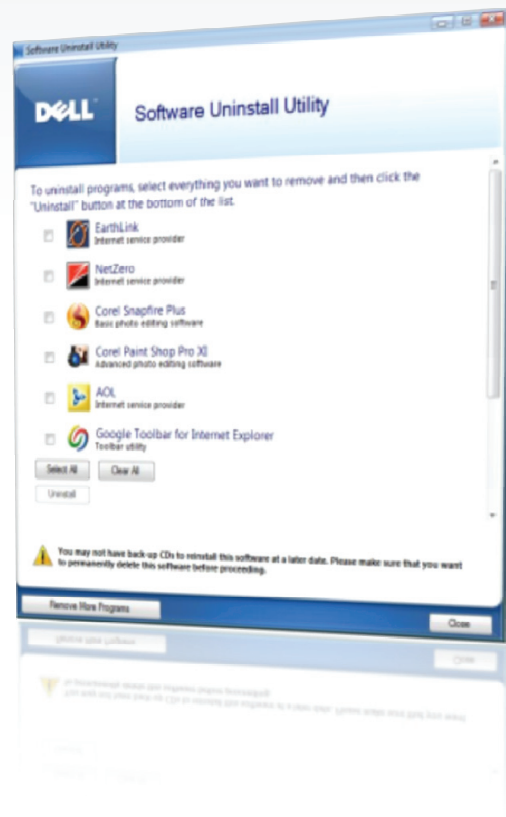 Software Uninstall Utility
DELL
Software Uninstall Utility
To uninstall programs, select everything you want to remove and then click the
"Uninstall" button at the bottom of the list.
EarthLink
Internet service provider
NetZero
Internet service provider
Corel Snapfire Plus
Basic photo editing software
Corel Paint Shop Pro XI
Advanced photo editing software
AOL
Internet service provider
Google Toolbar for Internet Explorer
Toolbar utility
Select All Clear All
Uninstall
You may not have back-up CDs to reinstall this software at a later date. Please make sure that you want
to permanently delete this software before proceeding.
Remove More Programs
Close